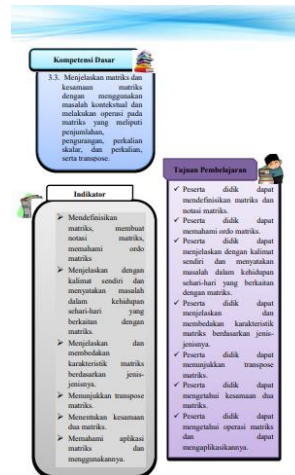 Kompetensi Dasar
3.3. Menjelaskan matriks dan
kesamaan matriks
dengan menggunakan
masalah kontekstual dan
melakukan operasi pada
matriks yang meliputi
penjumlahan,
pengurangan, perkalian
skalar, dan perkalian,
serta transpose.
Indikator
➢ Mendefinisikan
matriks, membuat
notasi matriks,
memahami ordo
matriks
➢ Menjelaskan dengan
kalimat sendiri dan
menyatakan masalah
dalam kehidupan
sehari-hari yang
berkaitan dengan
matriks.
➢ Menjelaskan dan
membedakan
karakteristik matriks
berdasarkan jenis-
jenisnya.
➢ Menunjukkan transpose
matriks.
➢ Menentukan kesamaan
dua matriks.
➢ Memahami aplikasi
matriks dan
menggunakannya.
Tujuan Pembelajaran
✓ Peserta didik dapat
mendefinisikan matriks dan
notasi matriks.
✓ Peserta didik dapat
memahami ordo matriks.
✓ Peserta didik dapat
menjelaskan dengan kalimat
sendiri dan menyatakan
masalah dalam kehidupan
sehari-hari yang berkaitan
dengan matriks.
✓ Peserta didik dapat
menjelaskan dan
membedakan karakteristik
matriks berdasarkan jenis-
jenisnya.
✓ Peserta didik dapat
menunjukkan transpose
matriks.
✓ Peserta didik dapat
mengetahui kesamaan dua
matriks.
✓ Peserta didik dapat
mengetahui operasi matriks
dan dapat
mengaplikasikannya.